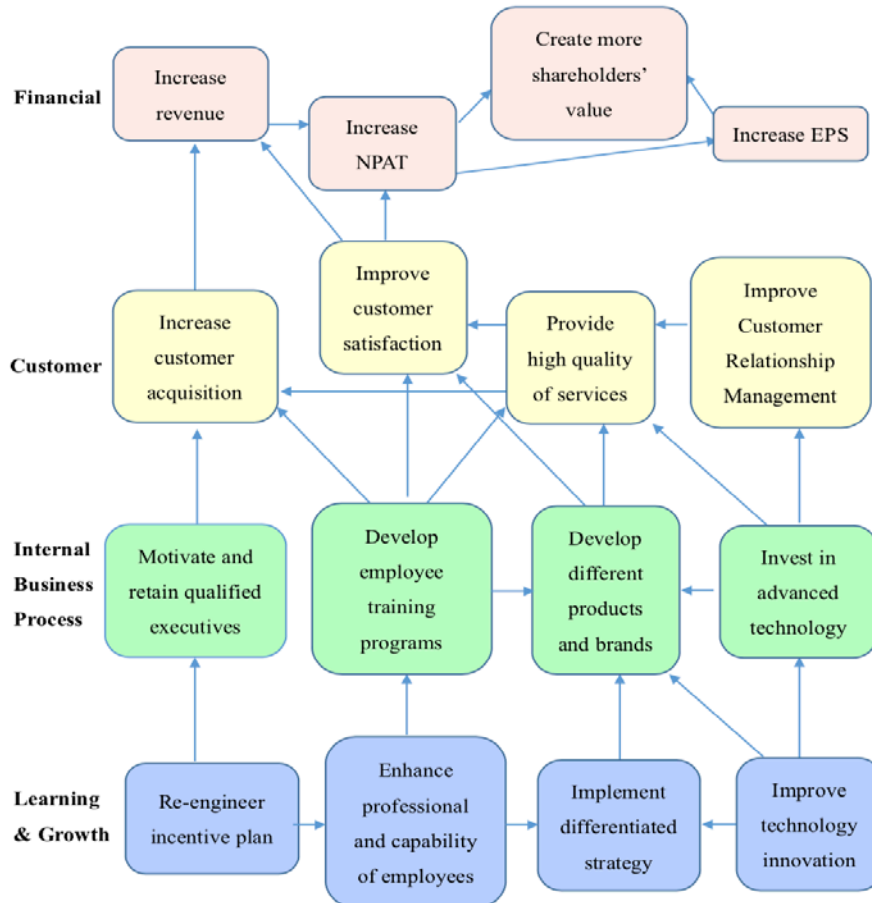 Financial
Increase
revenue
Increase
NPAT
Create more
shareholders'
value
Increase EPS
Customer
Increase
customer
acquisition
Improve
customer
satisfaction
Provide
high quality
of services
Improve
Customer
Relationship
Management
Internal
Business
Process
Motivate and
retain qualified
executives
Develop
employee
training
programs
Develop
different
products
and brands
Invest in
advanced
technology
Learning
& Growth
Re-engineer
incentive plan
Enhance
professional
and capability
of employees
Implement
differentiated
strategy
Improve
technology
innovation